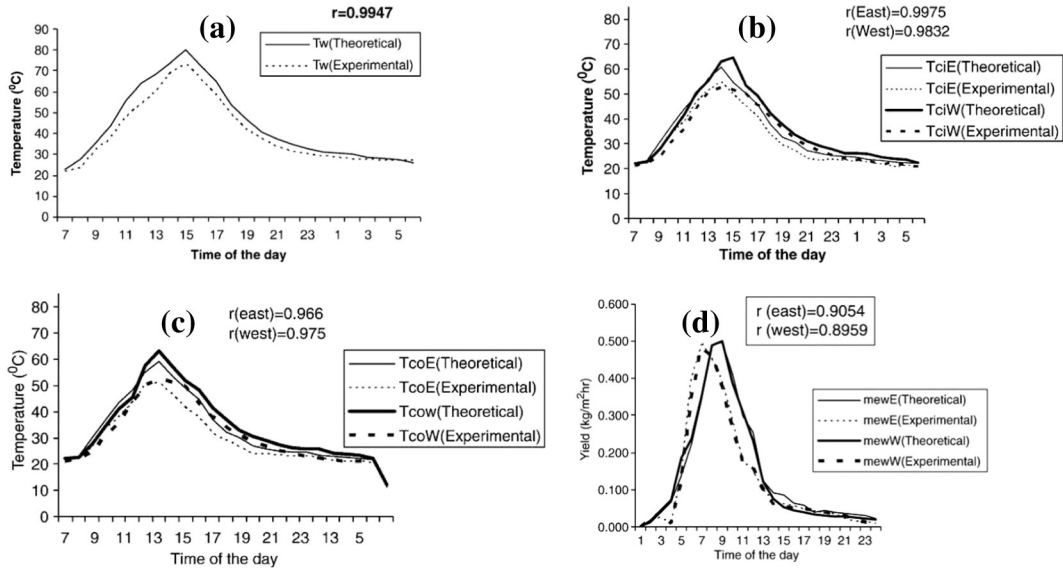 r=0.9947
(a)
Tw(Theoretical)
Tw(Experimental)
Temperature (⁰C)
90
80
70
60
50
40
30
20
10
0
7 9 11 13 15 17 19 21 23 1 3 5
Time of the day
r(East)=0.9975
r(West)=0.9832
(b)
TciE(Theoretical)
TciE(Experimental)
TciW(Theoretical)
TciW(Experimental)
Temperature (⁰C)
80
70
60
50
40
30
20
10
0
7 9 11 13 15 17 19 21 23 1 3 5
Time of the day
r(east)=0.966
r(west)=0.975
(c)
TcoE(Theoretical)
TcoE(Experimental)
Tcow(Theoretical)
TcoW(Experimental)
Temperature (⁰C)
80
70
60
50
40
30
20
10
0
7 9 11 13 15 17 19 21 23 1 3 5
Time of the day
r (east)=0.9054
r (west)=0.8959
(d)
mewE(Theoretical)
mewE(Experimental)
mewW(Theoretical)
mewW(Experimental)
Yield (kg/m²hr)
0.600
0.500
0.400
0.300
0.200
0.100
0.000
1 3 5 7 9 11 13 15 17 19 21 23
Time of the day